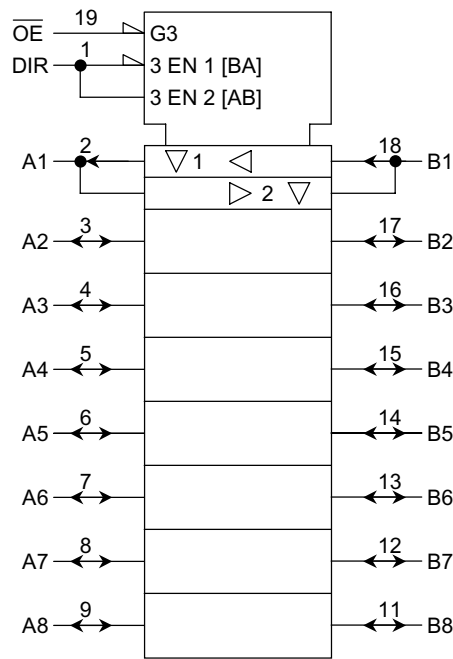 19
OE G3
1
DIR 3 EN 1 [BA]
3 EN 2 [AB]
A1 2 1 18 B1
2
A2 3 17 B2
A3 4 16 B3
A4 5 15 B4
A5 6 14 B5
A6 7 13 B6
A7 8 12 B7
A8 9 11 B8